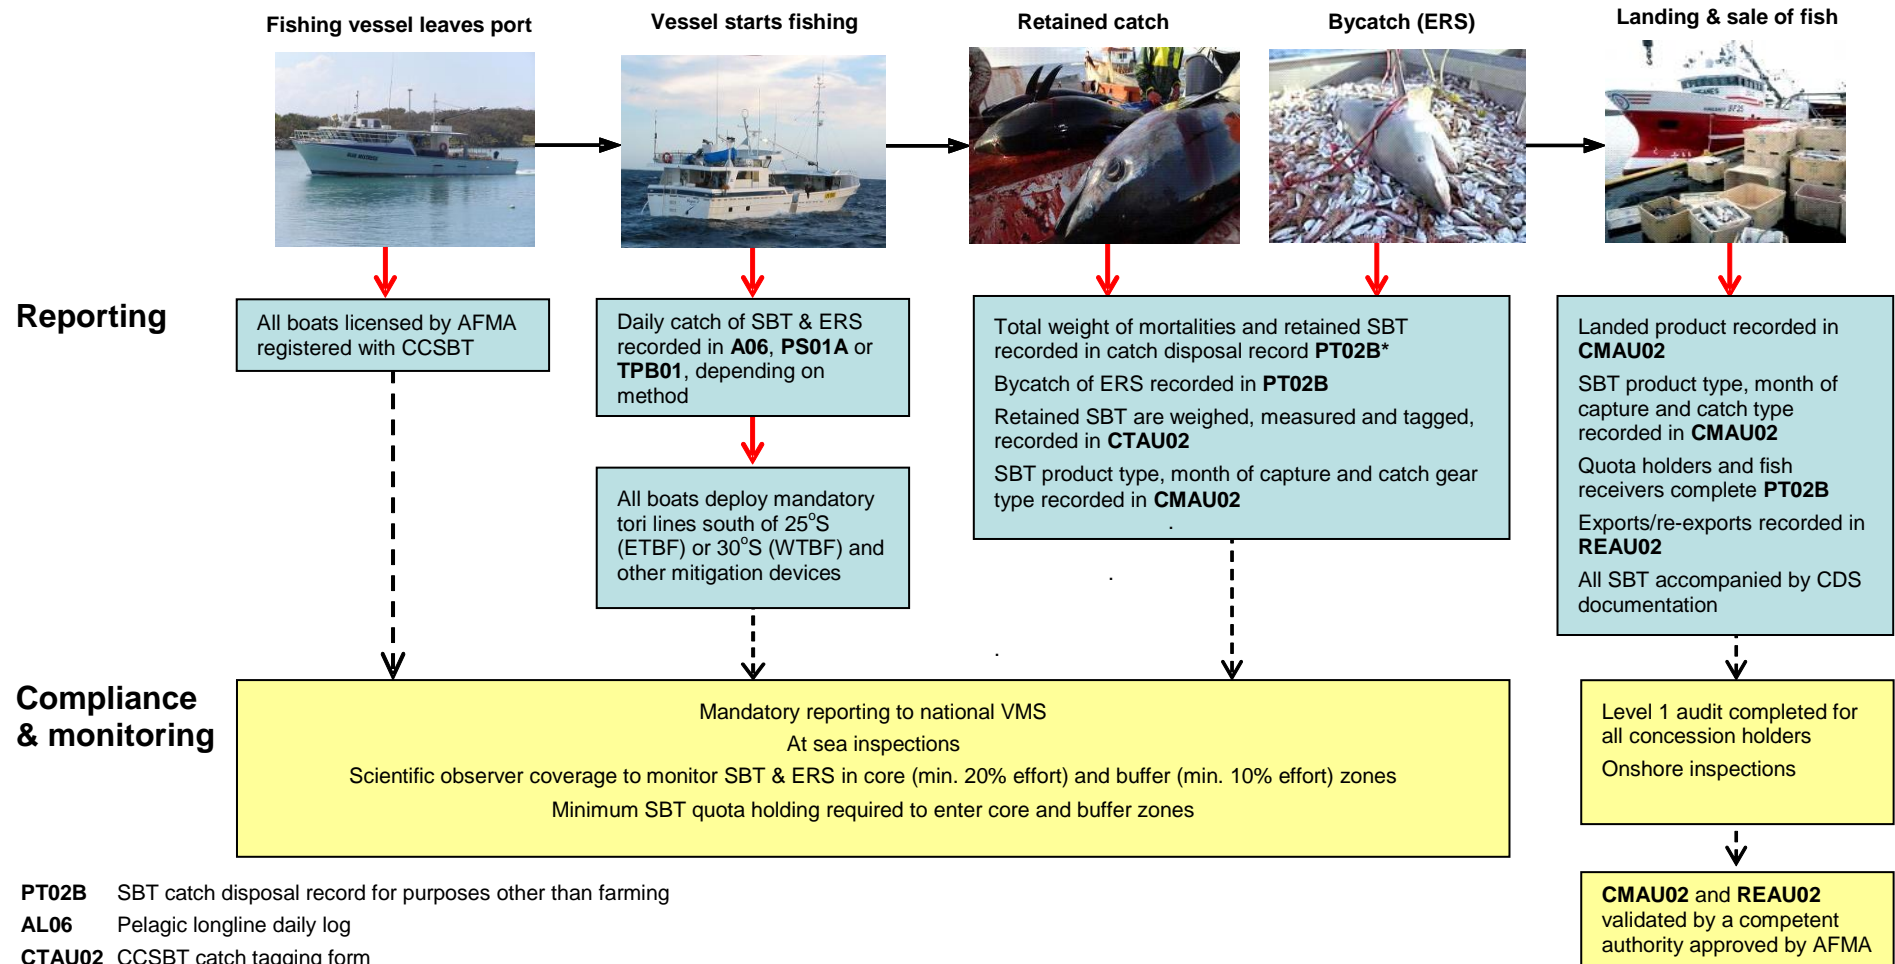 Fishing vessel leaves port
Vessel starts fishing
Retained catch
Bycatch (ERS)
Landing & sale of fish
Reporting
All boats licensed by AFMA
registered with CCSBT
Daily catch of SBT & ERS
recorded in A06, PS01A or
TPB01, depending on
method
All boats deploy mandatory
tori lines south of 25°S
(ETBF) or 30°S (WTBF) and
other mitigation devices
Total weight of mortalities and retained SBT
recorded in catch disposal record PT02B*
Bycatch of ERS recorded in PT02B
Retained SBT are weighed, measured and tagged,
recorded in CTAU02
SBT product type, month of capture and catch gear
type recorded in CMAU02
Landed product recorded in
CMAU02
SBT product type, month of
capture and catch type
recorded in CMAU02
Quota holders and fish
receivers complete PT02B
Exports/re-exports recorded in
REAU02
All SBT accompanied by CDS
documentation
Compliance
& monitoring
Mandatory reporting to national VMS
At sea inspections
Scientific observer coverage to monitor SBT & ERS in core (min. 20% effort) and buffer (min. 10% effort) zones
Minimum SBT quota holding required to enter core and buffer zones
Level 1 audit completed for
all concession holders
Onshore inspections
CMAU02 and REAU02
validated by a competent
authority approved by AFMA
PT02B SBT catch disposal record for purposes other than farming
AL06 Pelagic longline daily log
CTAU02 CCSBT catch tagging form